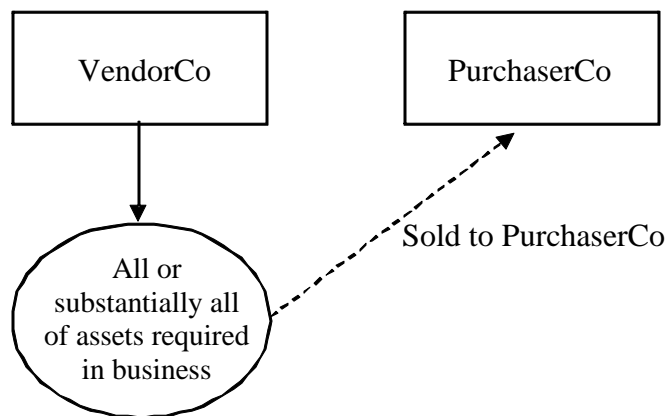 VendorCo
PurchaserCo
Sold to PurchaserCo
All or
substantially all
of assets required
in business